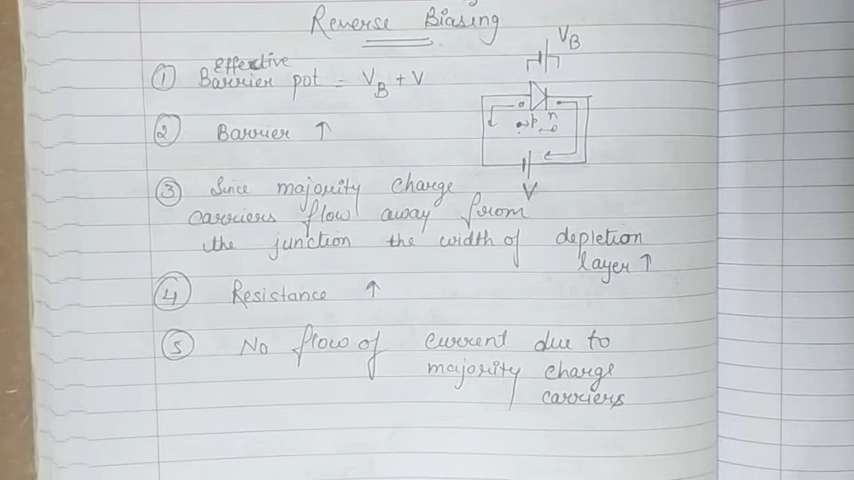 Reverse Biasing
① effective
Barrier pot = V_B + V
② Barrier ↑
③ Since majority charge
carriers flow away from
the junction the width of depletion
layer ↑
④ Resistance ↑
⑤ No flow of current due to
majority charge
carriers
V_B
p n
V